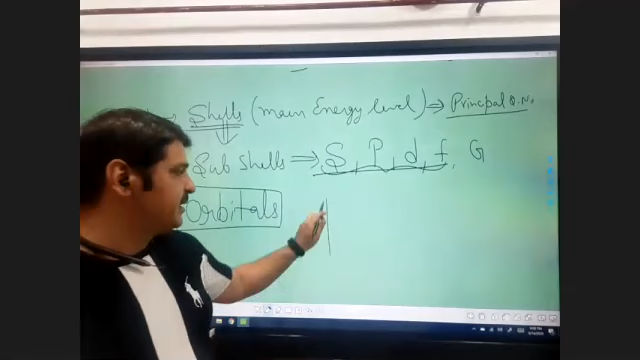 Shells (main Energy level) ⇒ Principal Q.No.
Sub Shells ⇒ S, P, d, f, G
Orbitals